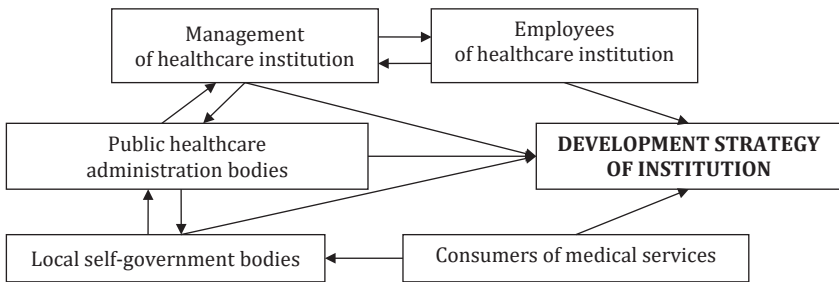 Management
of healthcare institution
Employees
of healthcare institution
Public healthcare
administration bodies
DEVELOPMENT STRATEGY
OF INSTITUTION
Local self-government bodies
Consumers of medical services